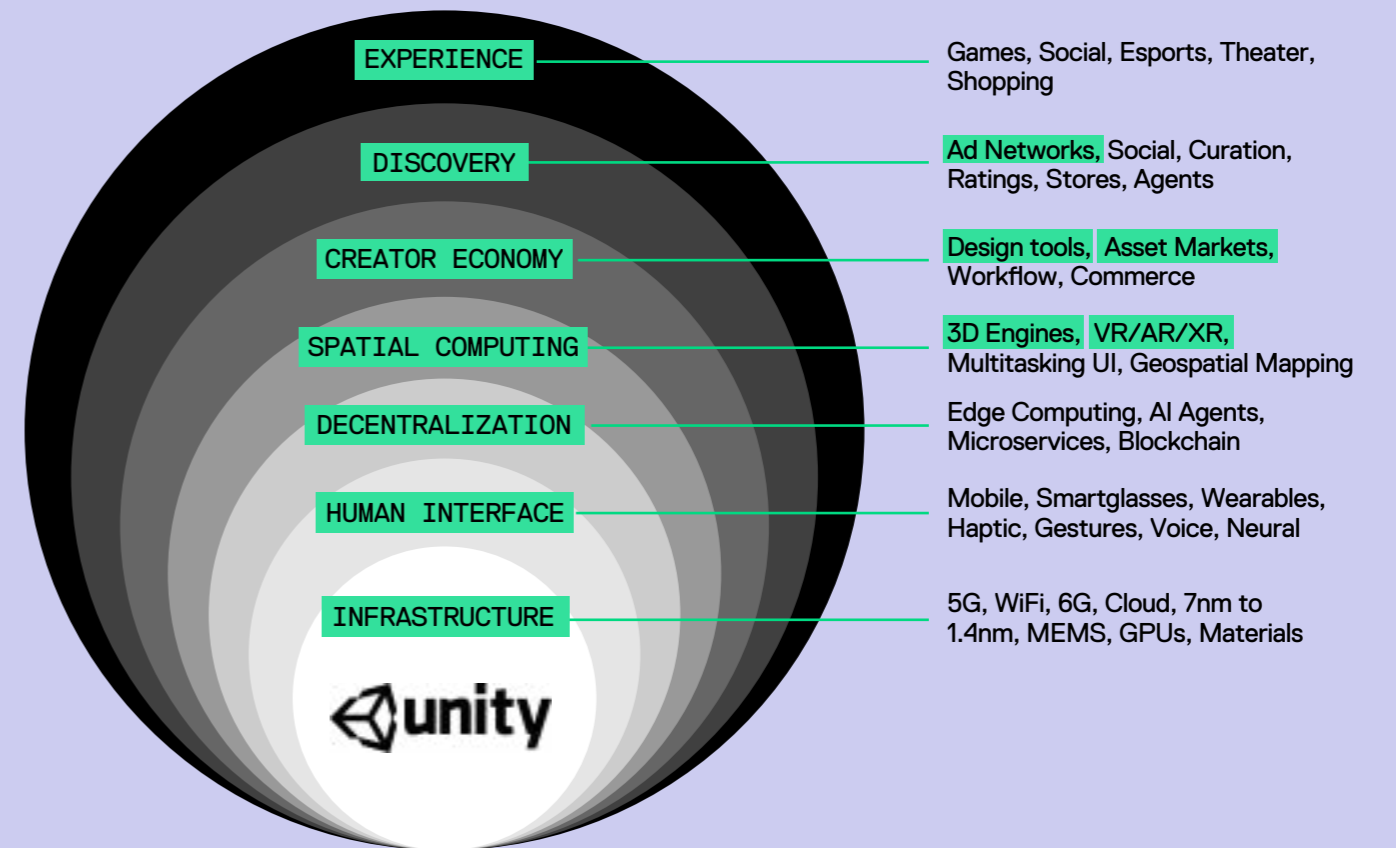 EXPERIENCE
Games, Social, Esports, Theater,
Shopping
DISCOVERY
Ad Networks, Social, Curation,
Ratings, Stores, Agents
CREATOR ECONOMY
Design tools, Asset Markets,
Workflow, Commerce
SPATIAL COMPUTING
3D Engines, VR/AR/XR,
Multitasking UI, Geospatial Mapping
DECENTRALIZATION
Edge Computing, AI Agents,
Microservices, Blockchain
HUMAN INTERFACE
Mobile, Smartglasses, Wearables,
Haptic, Gestures, Voice, Neural
INFRASTRUCTURE
5G, WiFi, 6G, Cloud, 7nm to
1.4nm, MEMS, GPUs, Materials
unity